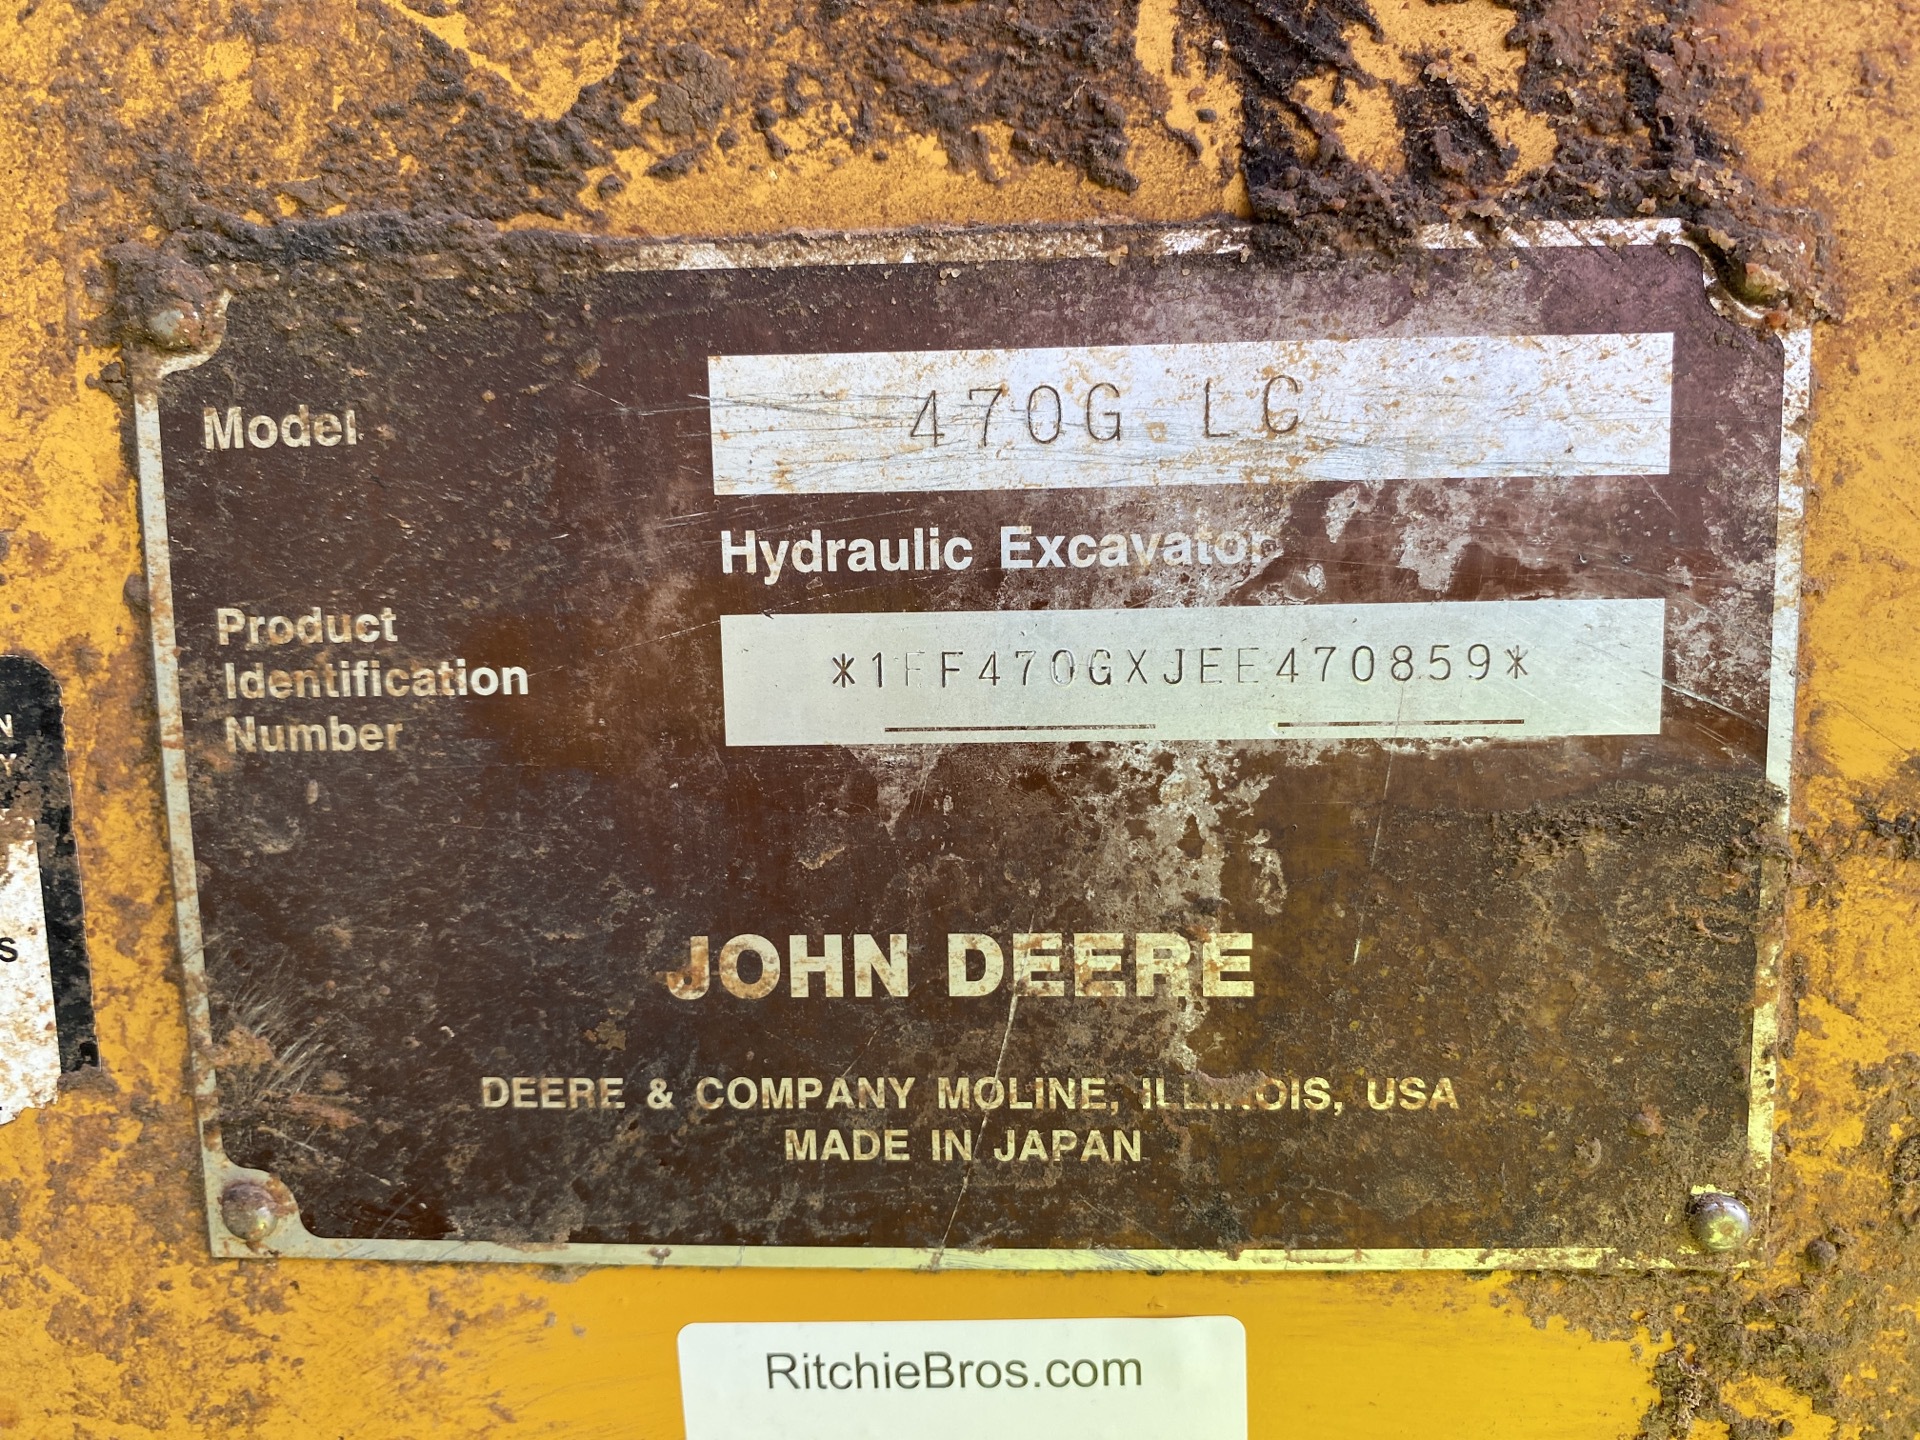 Model 470G LC
Hydraulic Excavator
Product
Identification
Number
*1FF470GXJEE470859*
JOHN DEERE
DEERE & COMPANY MOLINE, ILLINOIS, USA
MADE IN JAPAN
RitchieBros.com
N
Y
S